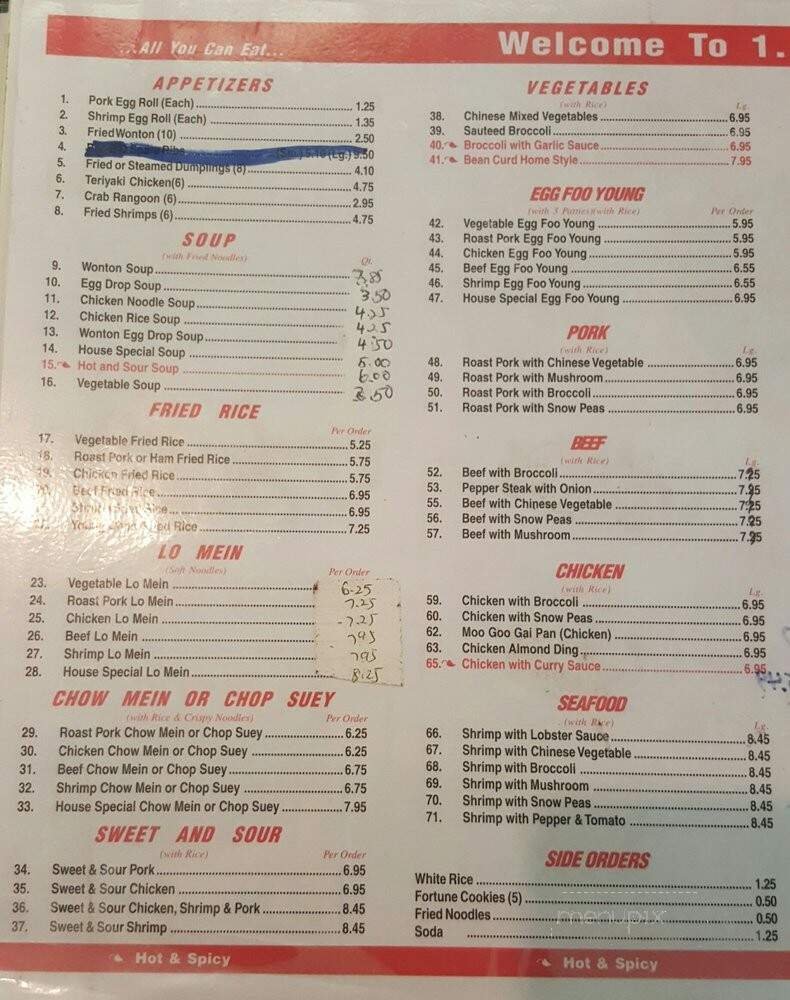 ...All You Can Eat...
Welcome To 1.
APPETIZERS
1. Pork Egg Roll (Each) 1.25
2. Shrimp Egg Roll (Each) 1.35
3. Fried Wonton (10) 2.50
4. (Sm.) 5.10 (Lg.) 9.50
5. Fried or Steamed Dumplings (8) 4.10
6. Teriyaki Chicken(6) 4.75
7. Crab Rangoon (6) 2.95
8. Fried Shrimps (6) 4.75
SOUP
(with Fried Noodles) Qt.
9. Wonton Soup 3.85
10. Egg Drop Soup 3.50
11. Chicken Noodle Soup 4.25
12. Chicken Rice Soup 4.25
13. Wonton Egg Drop Soup 4.50
14. House Special Soup 6.00
15. Hot and Sour Soup 6.00
16. Vegetable Soup 3.50
FRIED RICE
Per Order
17. Vegetable Fried Rice 5.25
18. Roast Pork or Ham Fried Rice 5.75
19. Chicken Fried Rice 5.75
20. Beef Fried Rice 6.95
Shrimp Fried Rice 6.95
Fried Rice 7.25
LO MEIN
(Soft Noodles) Per Order
23. Vegetable Lo Mein 6.25
24. Roast Pork Lo Mein 7.25
25. Chicken Lo Mein 7.25
26. Beef Lo Mein 795
27. Shrimp Lo Mein 795
28. House Special Lo Mein 8.25
CHOW MEIN OR CHOP SUEY
(with Rice & Crispy Noodles) Per Order
29. Roast Pork Chow Mein or Chop Suey 6.25
30. Chicken Chow Mein or Chop Suey 6.25
31. Beef Chow Mein or Chop Suey 6.75
32. Shrimp Chow Mein or Chop Suey 6.75
33. House Special Chow Mein or Chop Suey 7.95
SWEET AND SOUR
(with Rice) Per Order
34. Sweet & Sour Pork 6.95
35. Sweet & Sour Chicken 6.95
36. Sweet & Sour Chicken, Shrimp & Pork 8.45
37. Sweet & Sour Shrimp 8.45
Hot & Spicy
VEGETABLES
(with Rice) Lg.
38. Chinese Mixed Vegetables 6.95
39. Sauteed Broccoli 6.95
40. Broccoli with Garlic Sauce 6.95
41. Bean Curd Home Style 7.95
EGG FOO YOUNG
(with 3 Patties)(with Rice) Per Order
42. Vegetable Egg Foo Young 5.95
43. Roast Pork Egg Foo Young 5.95
44. Chicken Egg Foo Young 5.95
45. Beef Egg Foo Young 6.55
46. Shrimp Egg Foo Young 6.55
47. House Special Egg Foo Young 6.95
PORK
(with Rice) Lg.
48. Roast Pork with Chinese Vegetable 6.95
49. Roast Pork with Mushroom 6.95
50. Roast Pork with Broccoli 6.95
51. Roast Pork with Snow Peas 6.95
BEEF
(with Rice) Lg.
52. Beef with Broccoli 7.25
53. Pepper Steak with Onion 7.25
55. Beef with Chinese Vegetable 7.25
56. Beef with Snow Peas 7.25
57. Beef with Mushroom 7.95
CHICKEN
(with Rice) Lg.
59. Chicken with Broccoli 6.95
60. Chicken with Snow Peas 6.95
62. Moo Goo Gai Pan (Chicken) 6.95
63. Chicken Almond Ding 6.95
65. Chicken with Curry Sauce 6.95
SEAFOOD
(with Rice) Lg.
66. Shrimp with Lobster Sauce 8.45
67. Shrimp with Chinese Vegetable 8.45
68. Shrimp with Broccoli 8.45
69. Shrimp with Mushroom 8.45
70. Shrimp with Snow Peas 8.45
71. Shrimp with Pepper & Tomato 8.45
SIDE ORDERS
White Rice 1.25
Fortune Cookies (5) 0.50
Fried Noodles 0.50
Soda 1.25
menupix
Hot & Spicy